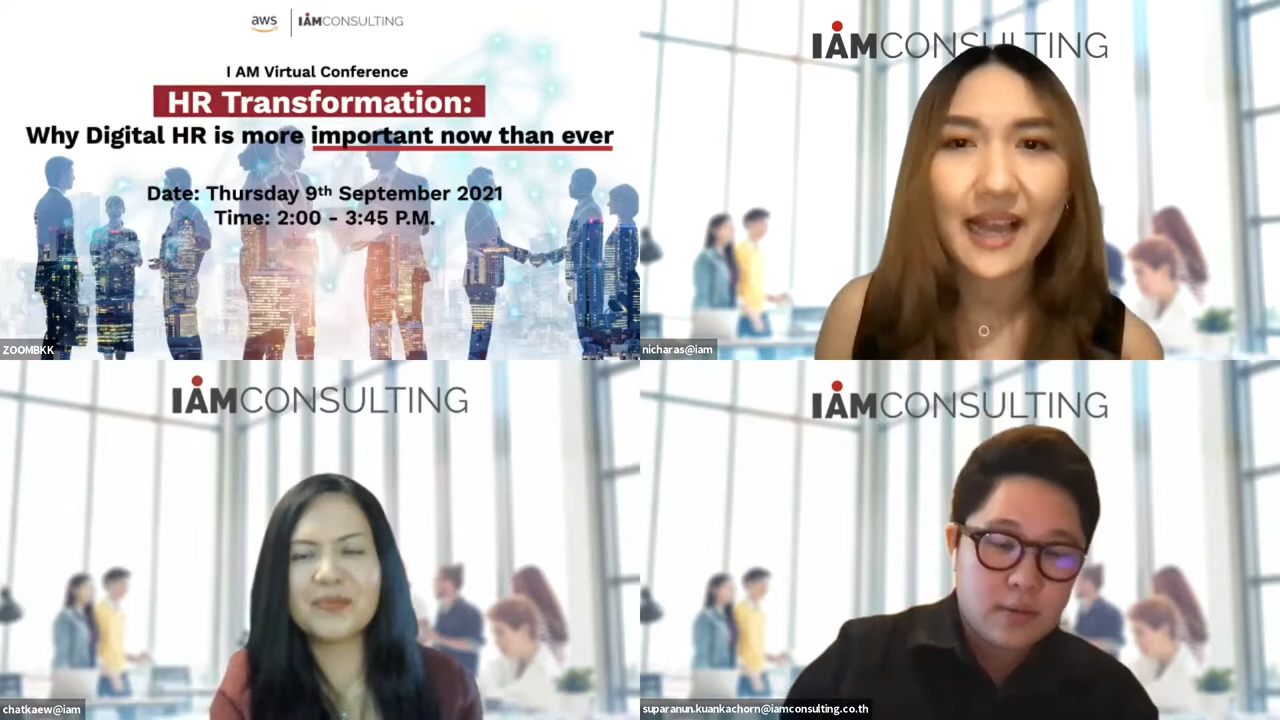 aws
IAMCONSULTING
I AM Virtual Conference
HR Transformation:
Why Digital HR is more important now than ever
Date: Thursday 9th September 2021
Time: 2:00 - 3:45 P.M.
ZOOMBKK
IAMCONSULTING
nicharas@iam
IAMCONSULTING
chatkaew@iam
IAMCONSULTING
suparanun.kuankachorn@iamconsulting.co.th